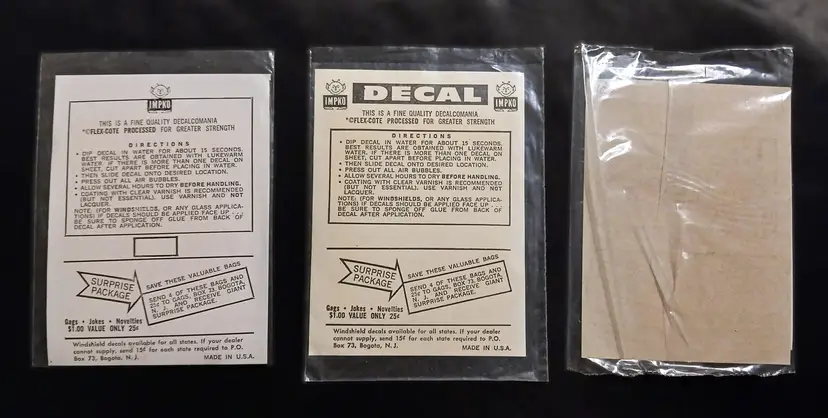 IMPKO
THIS IS A FINE QUALITY DECALCOMANIA
*©FLEX-COTE PROCESSED FOR GREATER STRENGTH
DIRECTIONS
• DIP DECAL IN WATER FOR ABOUT 15 SECONDS.
BEST RESULTS ARE OBTAINED WITH LUKEWARM
WATER. IF THERE IS MORE THAN ONE DECAL ON
SHEET, CUT APART BEFORE PLACING IN WATER.
• THEN SLIDE DECAL ONTO DESIRED LOCATION.
• PRESS OUT ALL AIR BUBBLES.
• ALLOW SEVERAL HOURS TO DRY BEFORE HANDLING.
• COATING WITH CLEAR VARNISH IS RECOMMENDED
(BUT NOT ESSENTIAL). USE VARNISH AND NOT
LACQUER.
NOTE: (FOR WINDSHIELDS, OR ANY GLASS APPLICA-
TIONS) IF DECALS SHOULD BE APPLIED FACE UP . . .
BE SURE TO SPONGE OFF GLUE FROM BACK OF
DECAL AFTER APPLICATION.
SURPRISE
PACKAGE
SAVE THESE VALUABLE BAGS
SEND 4 OF THESE BAGS AND
25¢ TO GAGS, BOX 73, BOGOTA,
N. J. AND RECEIVE GIANT
SURPRISE PACKAGE.
Gags • Jokes • Novelties
$1.00 VALUE ONLY 25¢
Windshield decals available for all states. If your dealer
cannot supply, send 15¢ for each state required to P.O.
Box 73, Bogota, N. J.
MADE IN U.S.A.
IMPKO DECAL IMPKO
THIS IS A FINE QUALITY DECALCOMANIA
*©FLEX-COTE PROCESSED FOR GREATER STRENGTH
DIRECTIONS
• DIP DECAL IN WATER FOR ABOUT 15 SECONDS.
BEST RESULTS ARE OBTAINED WITH LUKEWARM
WATER. IF THERE IS MORE THAN ONE DECAL ON
SHEET, CUT APART BEFORE PLACING IN WATER.
• THEN SLIDE DECAL ONTO DESIRED LOCATION.
• PRESS OUT ALL AIR BUBBLES.
• ALLOW SEVERAL HOURS TO DRY BEFORE HANDLING.
• COATING WITH CLEAR VARNISH IS RECOMMENDED
(BUT NOT ESSENTIAL). USE VARNISH AND NOT
LACQUER.
NOTE: (FOR WINDSHIELDS, OR ANY GLASS APPLICA-
TIONS) IF DECALS SHOULD BE APPLIED FACE UP . . .
BE SURE TO SPONGE OFF GLUE FROM BACK OF
DECAL AFTER APPLICATION.
SURPRISE
PACKAGE
SAVE THESE VALUABLE BAGS
SEND 4 OF THESE BAGS AND
25¢ TO GAGS, BOX 73, BOGOTA,
N. J. AND RECEIVE GIANT
SURPRISE PACKAGE.
Gags • Jokes • Novelties
$1.00 VALUE ONLY 25¢
Windshield decals available for all states. If your dealer
cannot supply, send 15¢ for each state required to P.O.
Box 73, Bogota, N. J.
MADE IN U.S.A.